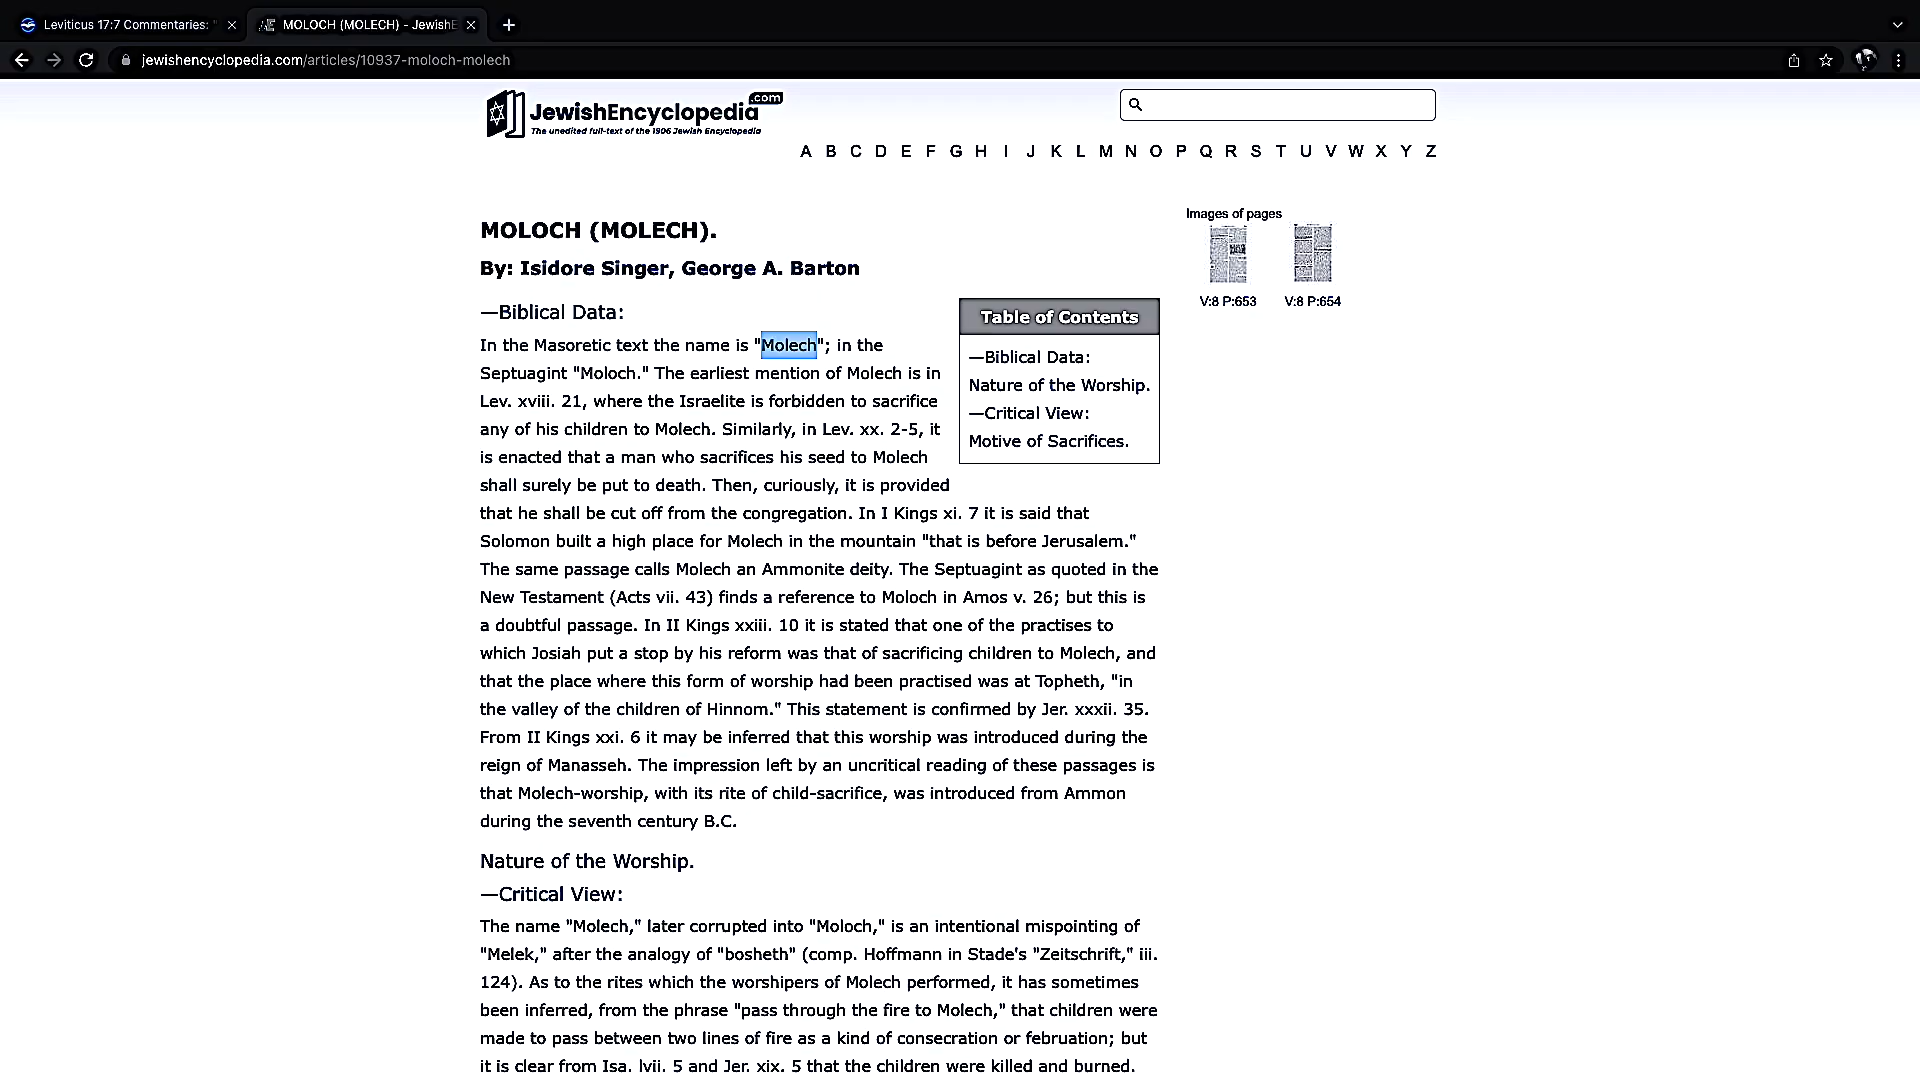 Leviticus 17:7 Commentaries: "
MOLOCH (MOLECH) - JewishE
jewishencyclopedia.com/articles/10937-moloch-molech
JewishEncyclopedia.com
The unedited full-text of the 1906 Jewish Encyclopedia
A B C D E F G H I J K L M N O P Q R S T U V W X Y Z
MOLOCH (MOLECH).
By: Isidore Singer, George A. Barton
Images of pages
V:8 P:653 V:8 P:654
Table of Contents
—Biblical Data:
Nature of the Worship.
—Critical View:
Motive of Sacrifices.
—Biblical Data:
In the Masoretic text the name is "Molech"; in the
Septuagint "Moloch." The earliest mention of Molech is in
Lev. xviii. 21, where the Israelite is forbidden to sacrifice
any of his children to Molech. Similarly, in Lev. xx. 2-5, it
is enacted that a man who sacrifices his seed to Molech
shall surely be put to death. Then, curiously, it is provided
that he shall be cut off from the congregation. In I Kings xi. 7 it is said that
Solomon built a high place for Molech in the mountain "that is before Jerusalem."
The same passage calls Molech an Ammonite deity. The Septuagint as quoted in the
New Testament (Acts vii. 43) finds a reference to Moloch in Amos v. 26; but this is
a doubtful passage. In II Kings xxiii. 10 it is stated that one of the practises to
which Josiah put a stop by his reform was that of sacrificing children to Molech, and
that the place where this form of worship had been practised was at Topheth, "in
the valley of the children of Hinnom." This statement is confirmed by Jer. xxxii. 35.
From II Kings xxi. 6 it may be inferred that this worship was introduced during the
reign of Manasseh. The impression left by an uncritical reading of these passages is
that Molech-worship, with its rite of child-sacrifice, was introduced from Ammon
during the seventh century B.C.
Nature of the Worship.
—Critical View:
The name "Molech," later corrupted into "Moloch," is an intentional mispointing of
"Melek," after the analogy of "bosheth" (comp. Hoffmann in Stade's "Zeitschrift," iii.
124). As to the rites which the worshipers of Molech performed, it has sometimes
been inferred, from the phrase "pass through the fire to Molech," that children were
made to pass between two lines of fire as a kind of consecration or februation; but
it is clear from Isa. lvii. 5 and Jer. xix. 5 that the children were killed and burned.